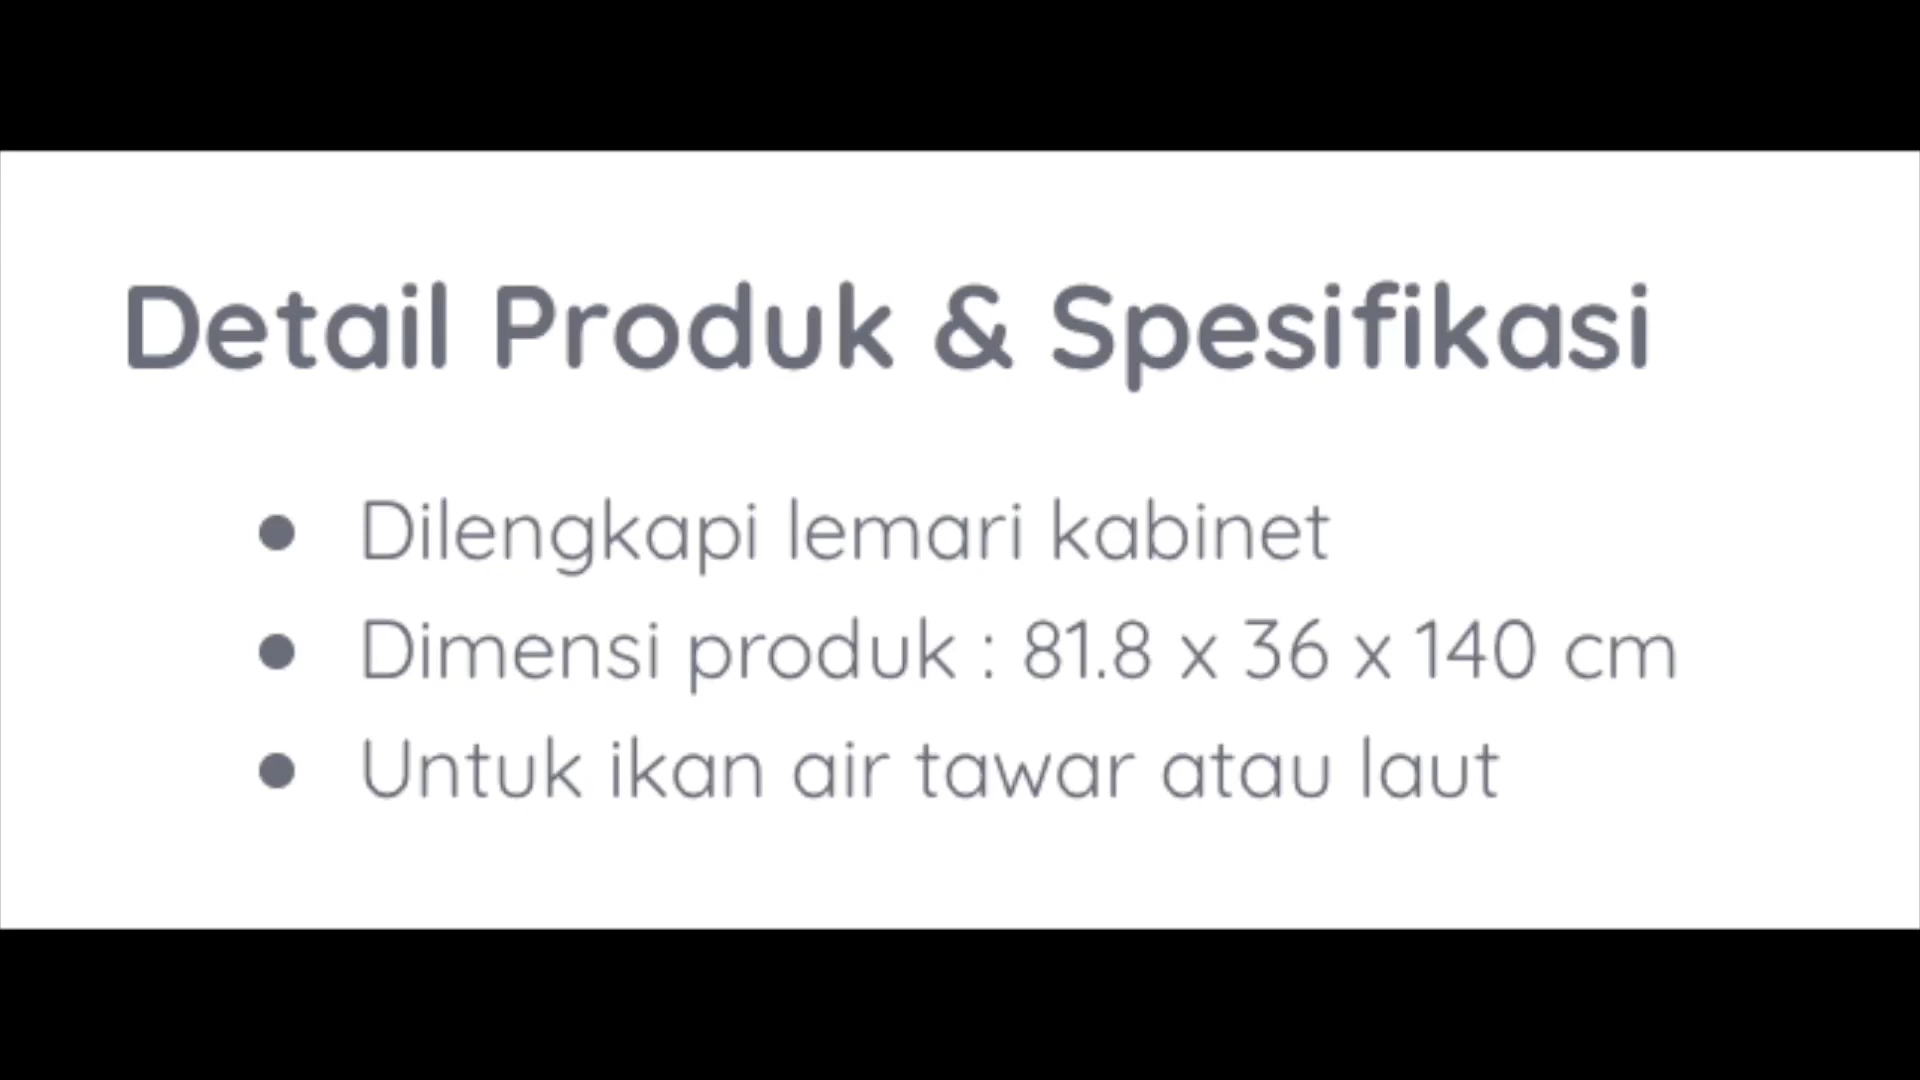 Detail Produk & Spesifikasi
● Dilengkapi lemari kabinet
● Dimensi produk : 81.8 x 36 x 140 cm
● Untuk ikan air tawar atau laut